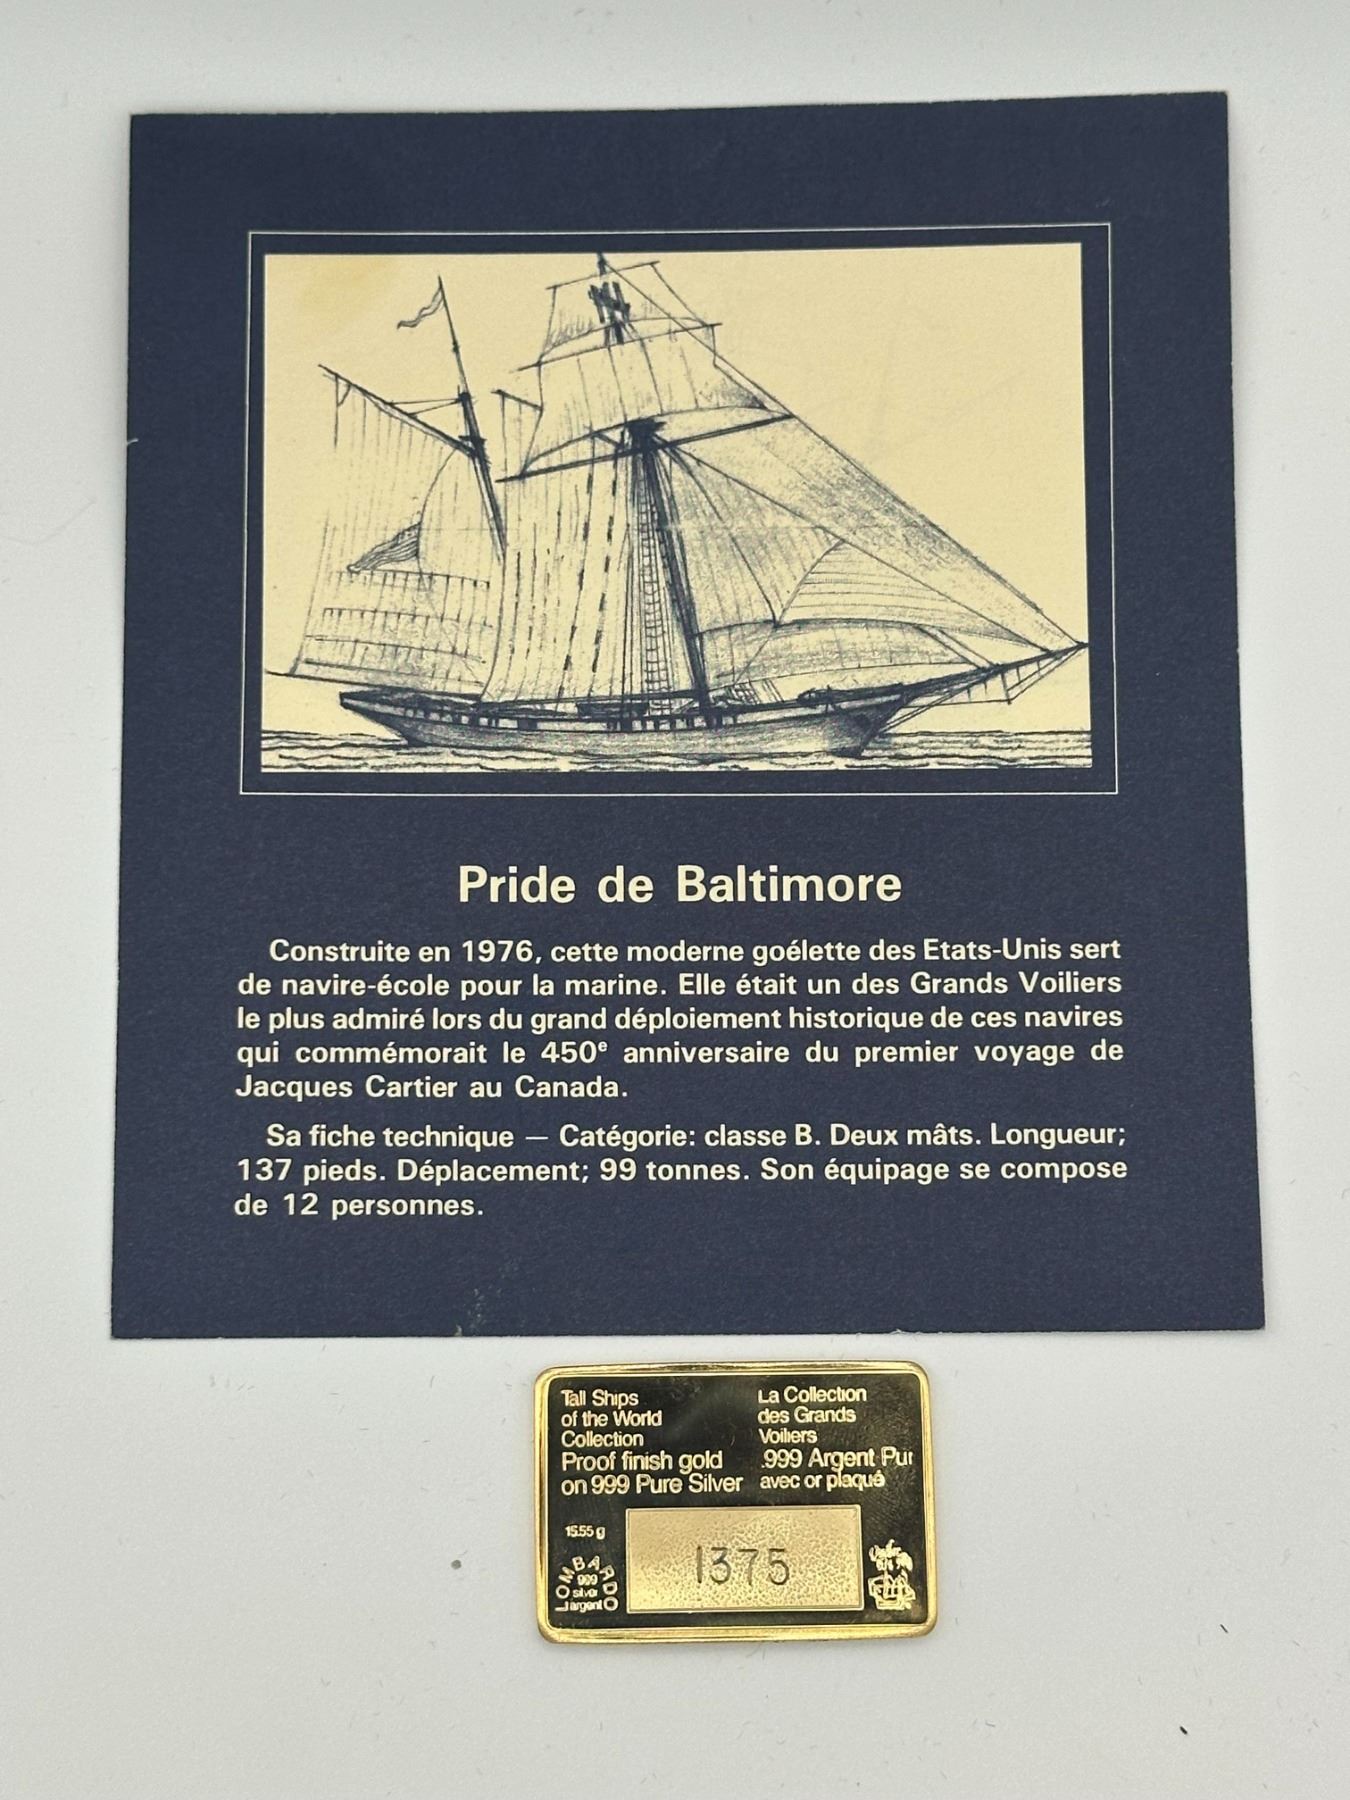 Pride de Baltimore
Construite en 1976, cette moderne goélette des Etats-Unis sert
de navire-école pour la marine. Elle était un des Grands Voiliers
le plus admiré lors du grand déploiement historique de ces navires
qui commémorait le 450e anniversaire du premier voyage de
Jacques Cartier au Canada.
Sa fiche technique — Catégorie: classe B. Deux mâts. Longueur;
137 pieds. Déplacement; 99 tonnes. Son équipage se compose
de 12 personnes.
Tall Ships
of the World
Collection
Proof finish gold
on 999 Pure Silver
La Collection
des Grands
Voiliers
.999 Argent Pur
avec or plaqué
15.55 g
LOMBARDO
999
silver
argent
1375